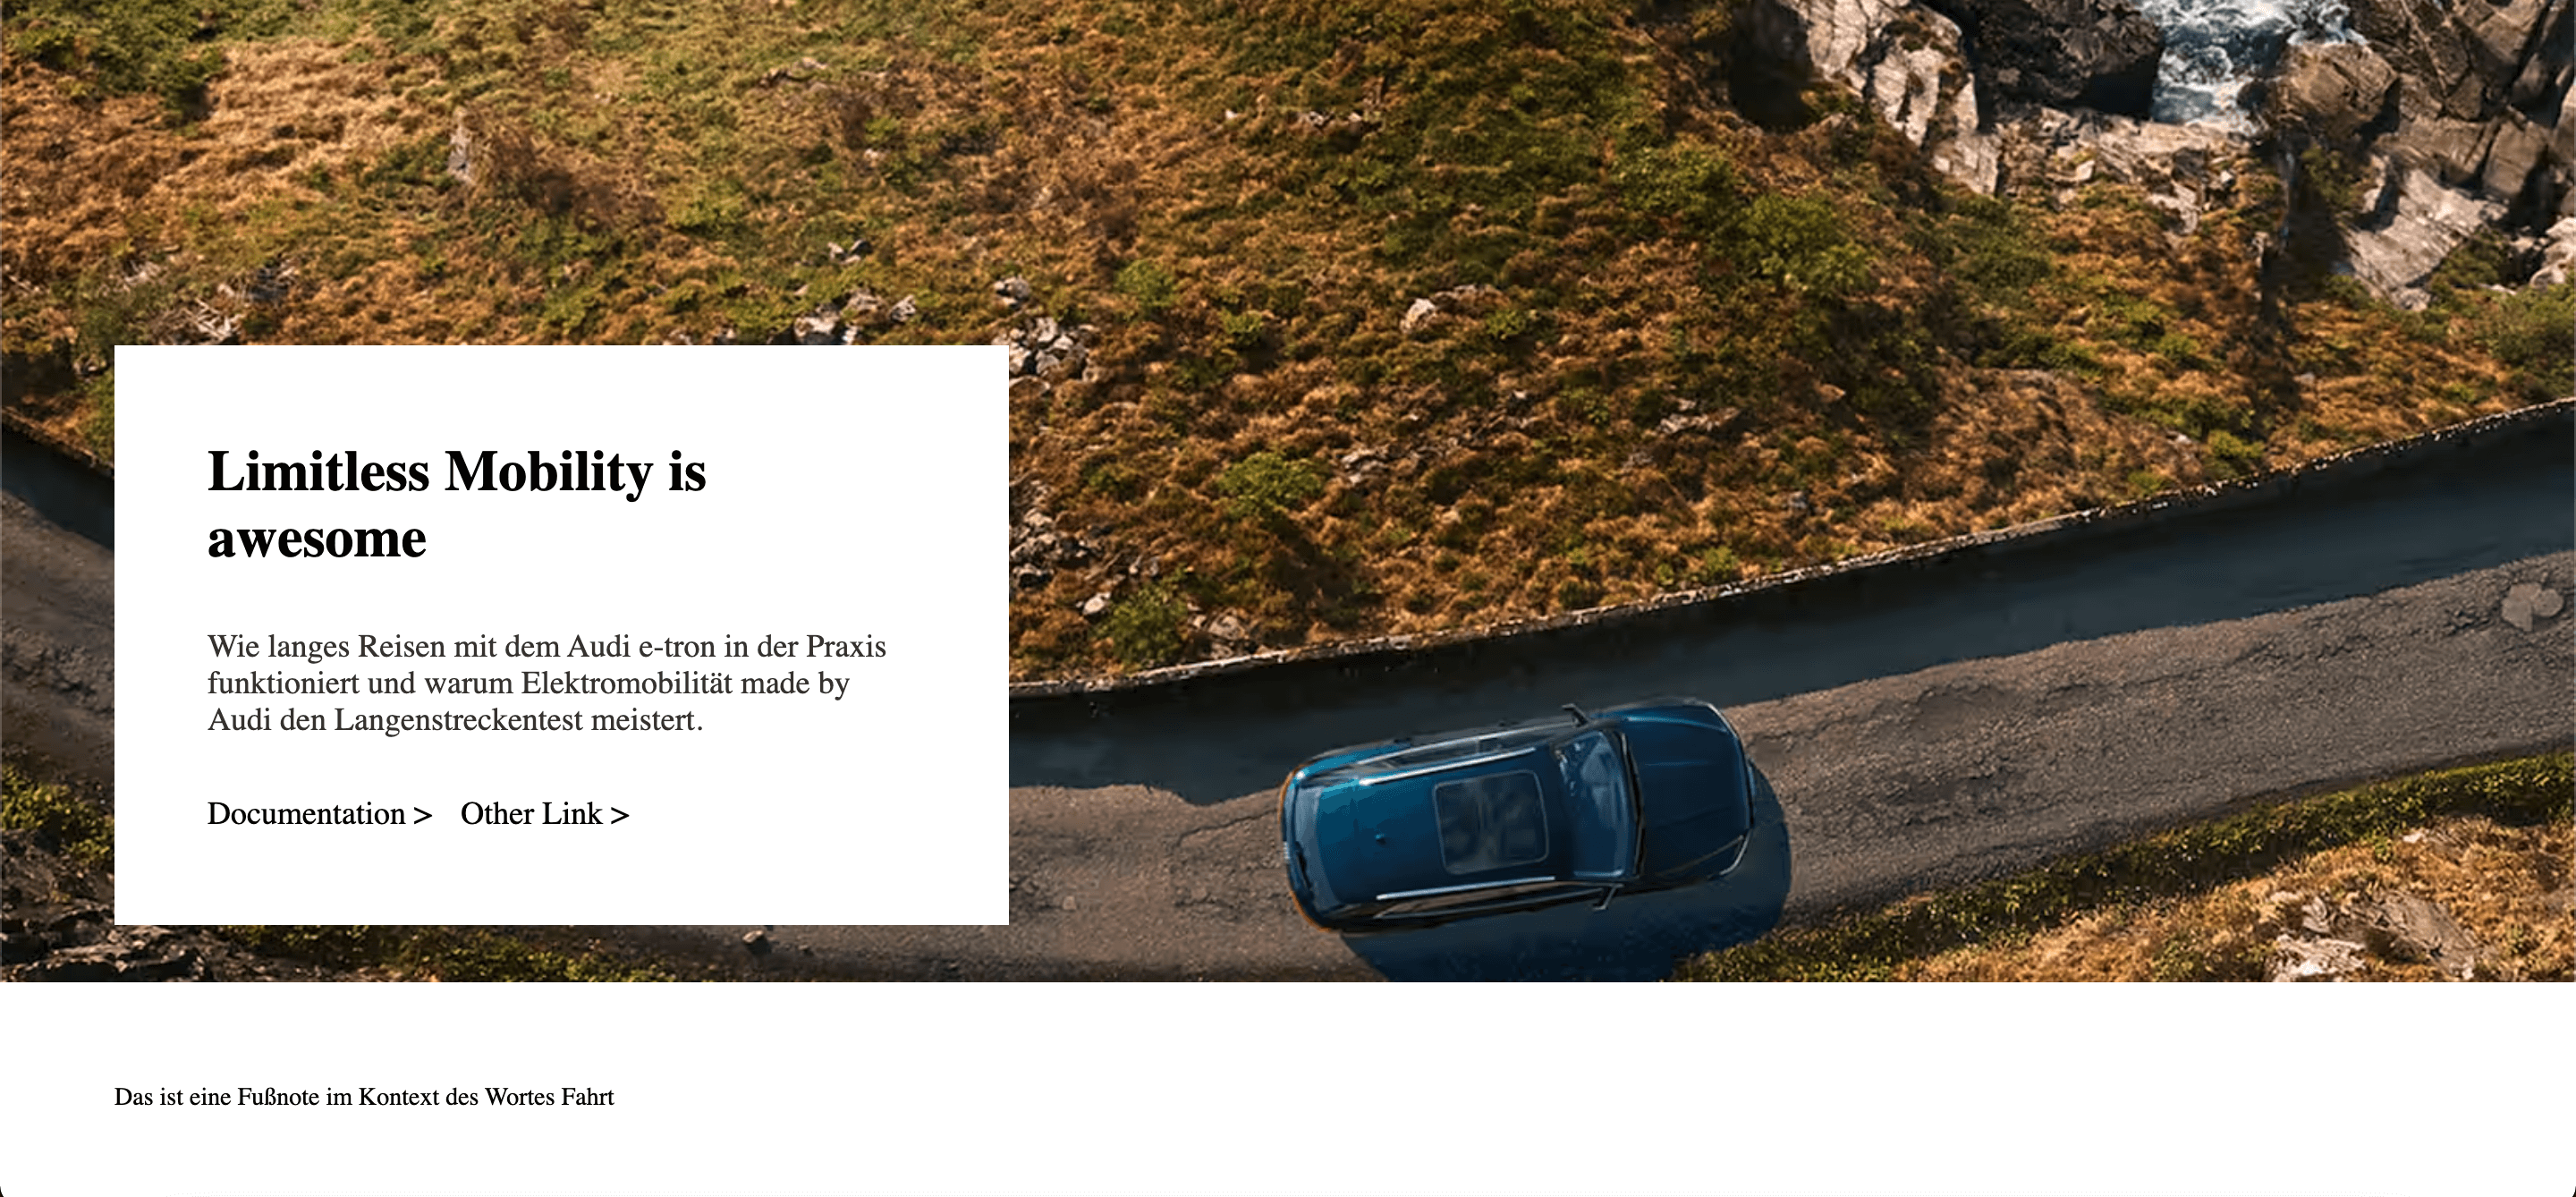 Limitless Mobility is
awesome
Wie langes Reisen mit dem Audi e-tron in der Praxis
funktioniert und warum Elektromobilität made by
Audi den Langenstreckentest meistert.
Documentation > Other Link >
Das ist eine Fußnote im Kontext des Wortes Fahrt